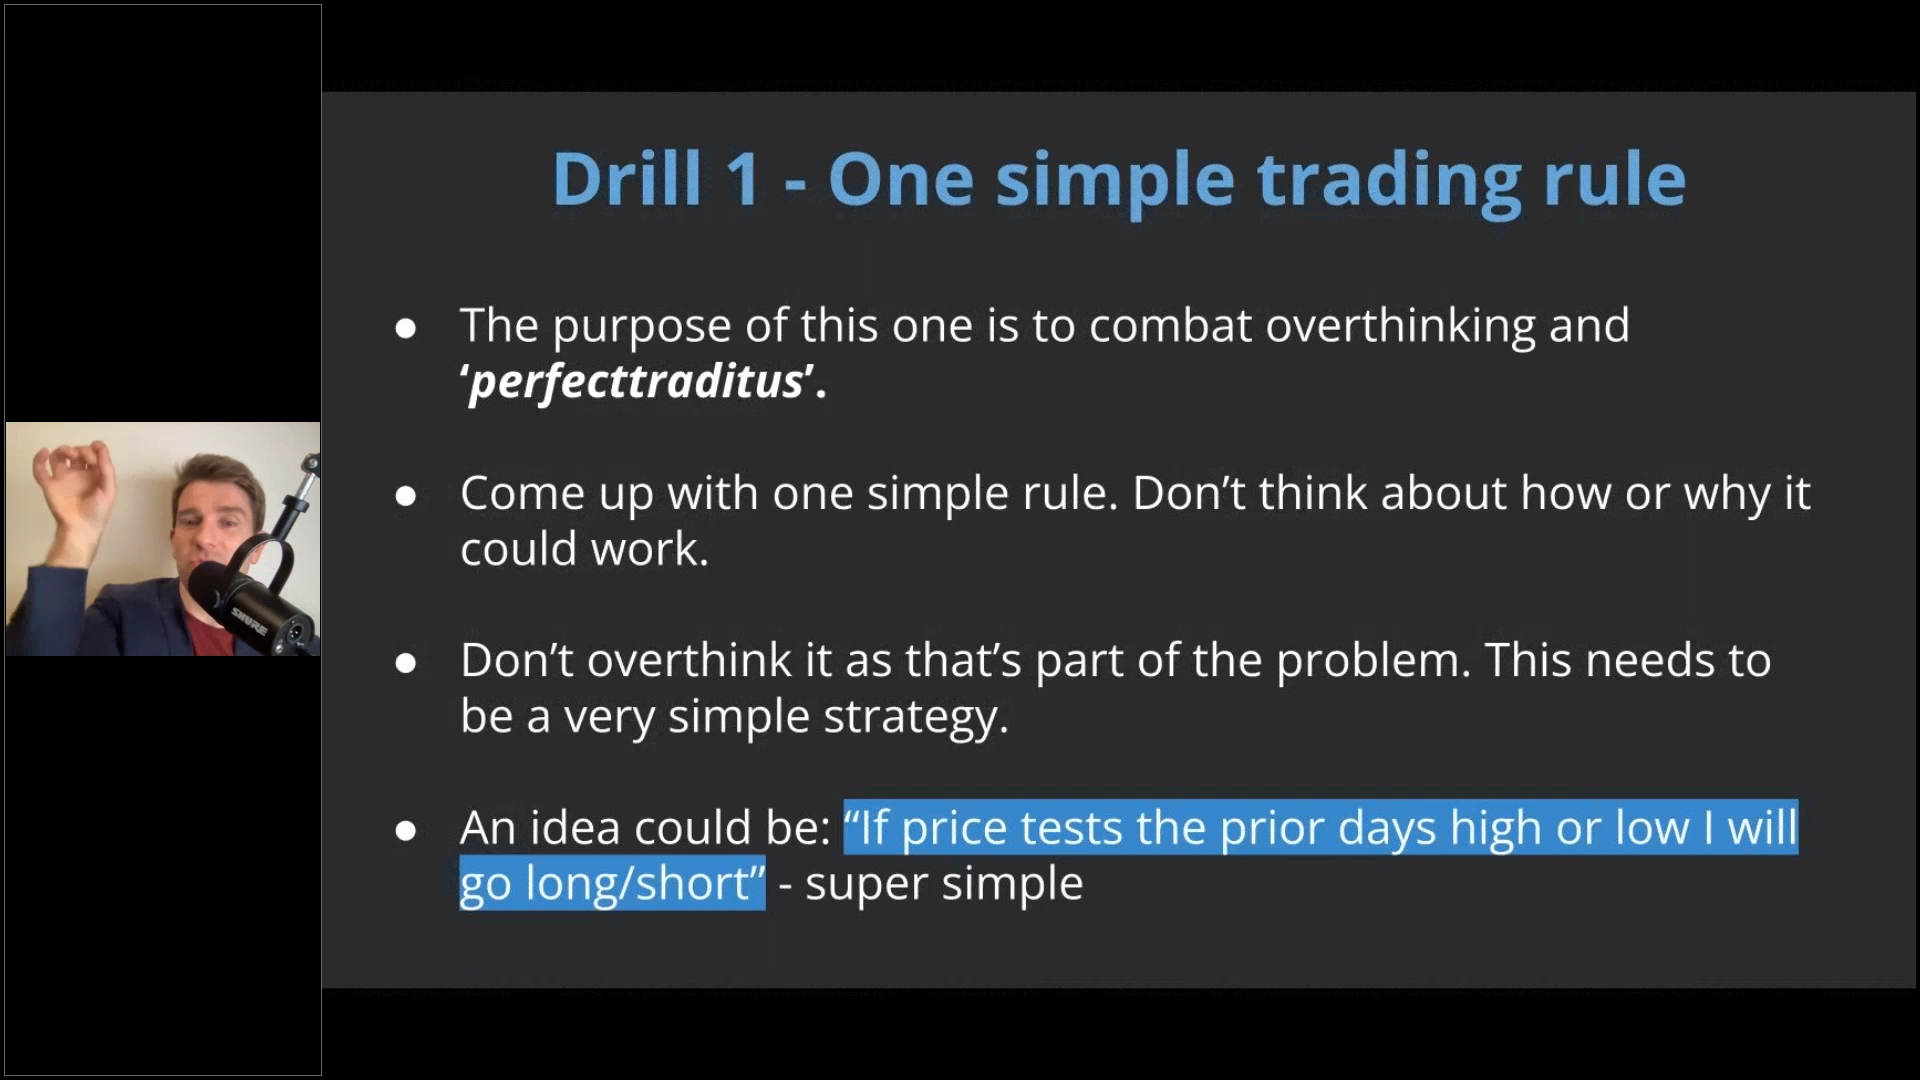 Drill 1 - One simple trading rule
● The purpose of this one is to combat overthinking and
‘perfecttraditus’.
● Come up with one simple rule. Don’t think about how or why it
could work.
● Don’t overthink it as that’s part of the problem. This needs to
be a very simple strategy.
● An idea could be: “If price tests the prior days high or low I will
go long/short” - super simple
SHURE